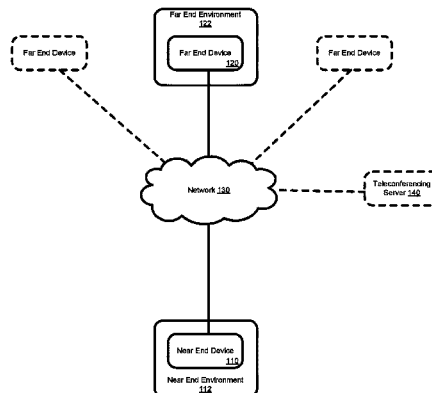 Far End Environment
122
Far End Device
120
Far End Device
Far End Device
Network 130
Teleconferencing
Server 140
Near End Device
110
Near End Environment
112